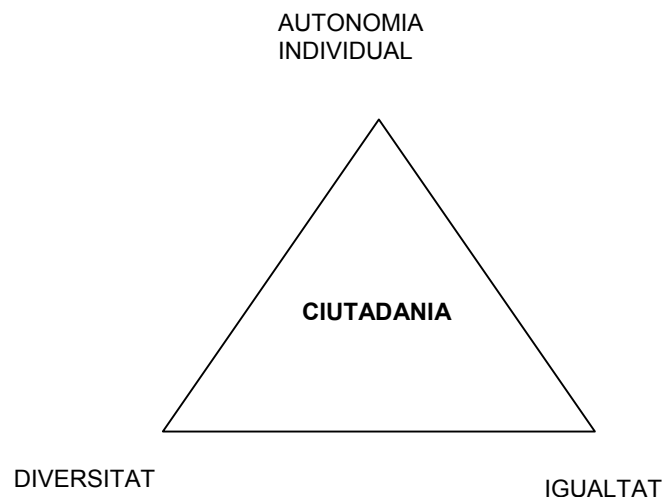 AUTONOMIA
INDIVIDUAL
CIUTADANIA
DIVERSITAT
IGUALTAT